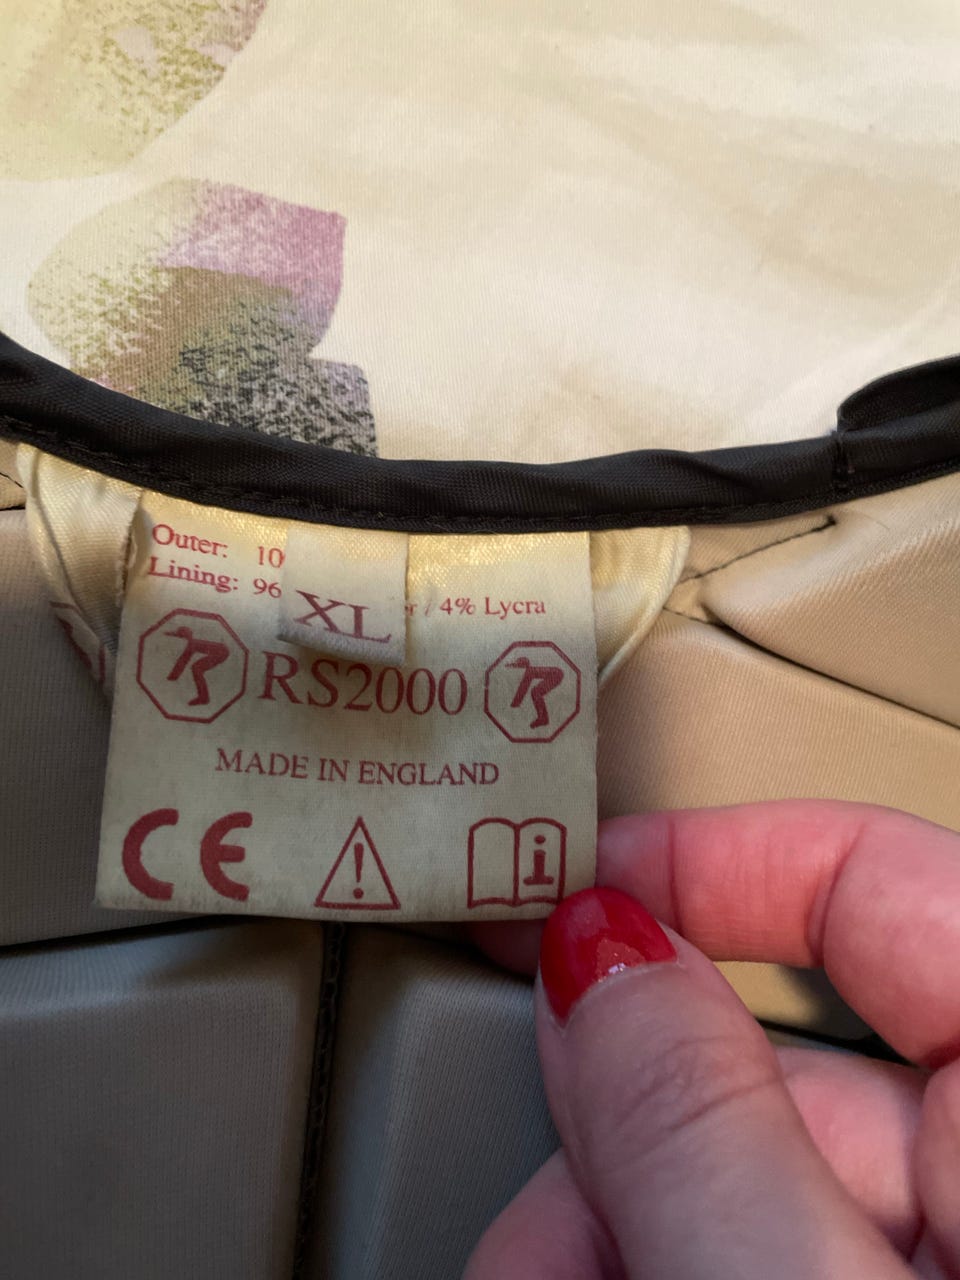 Outer: 10
Lining: 96 / 4% Lycra
XL
RS2000
MADE IN ENGLAND
CE
!
i